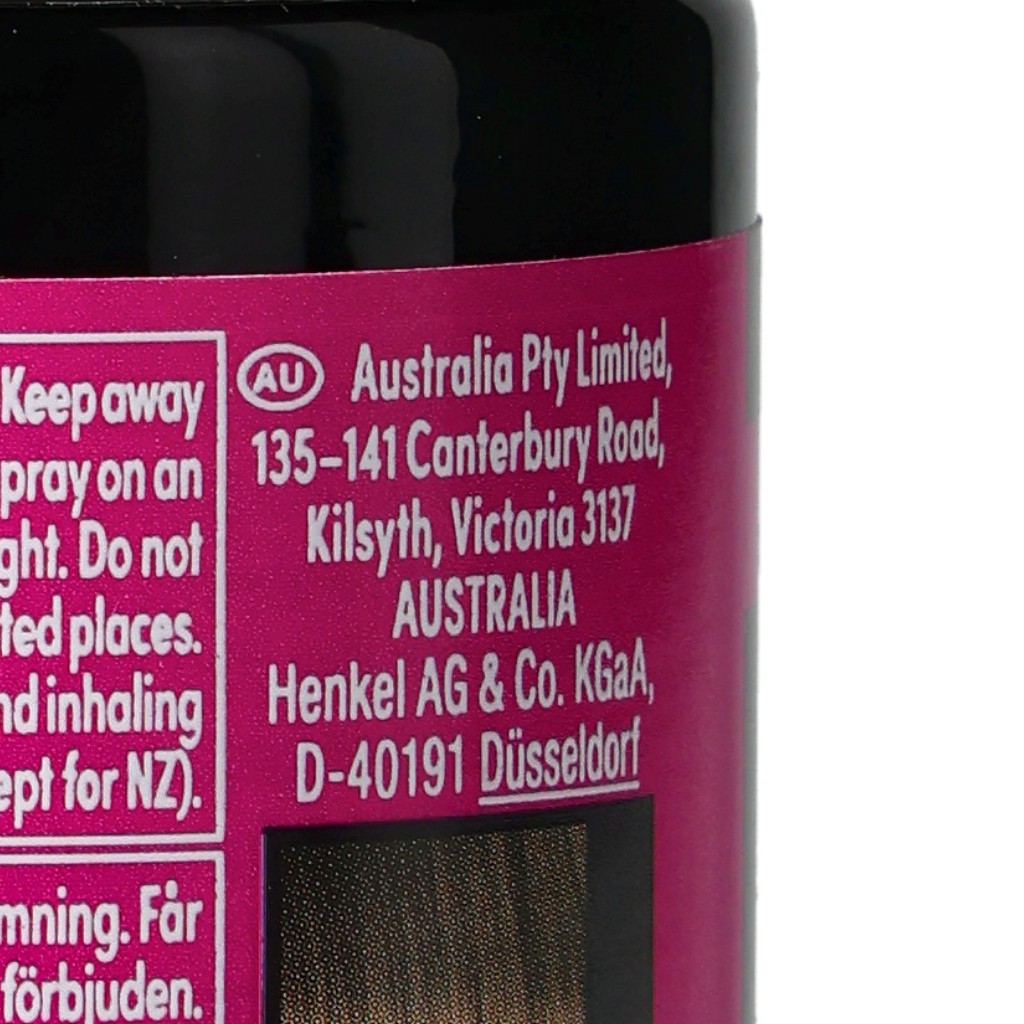 Keep away
pray on an
ght. Do not
ted places.
nd inhaling
ept for NZ).
mning. Får
förbjuden.
AU Australia Pty Limited,
135–141 Canterbury Road,
Kilsyth, Victoria 3137
AUSTRALIA
Henkel AG & Co. KGaA,
D-40191 Düsseldorf